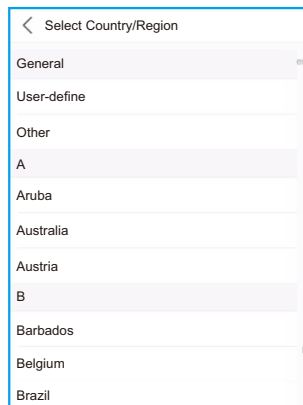 Select Country/Region
General
User-define
Other
A
Aruba
Australia
Austria
B
Barbados
Belgium
Brazil